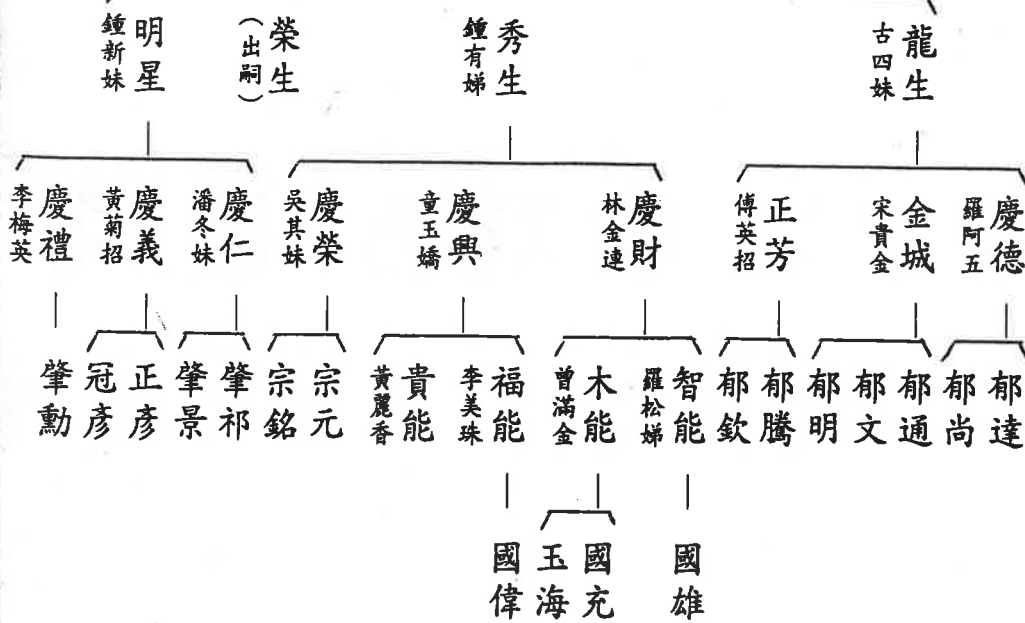 龍生
古四妹
秀生
鍾有娣
榮生
（出嗣）
明星
鍾新妹
慶德
羅阿五
金城
宋貴金
正芳
傅英招
慶財
林金連
慶興
童玉嬌
慶榮
吳其妹
慶仁
潘冬妹
慶義
黃菊招
慶禮
李梅英
郁達
郁尚
郁通
郁文
郁明
郁騰
郁欽
智能
羅松娣
木能
曾滿金
福能
李美珠
貴能
黃麗香
宗元
宗銘
肇祁
肇景
正彥
冠彥
肇勳
國雄
國充
玉海
國偉